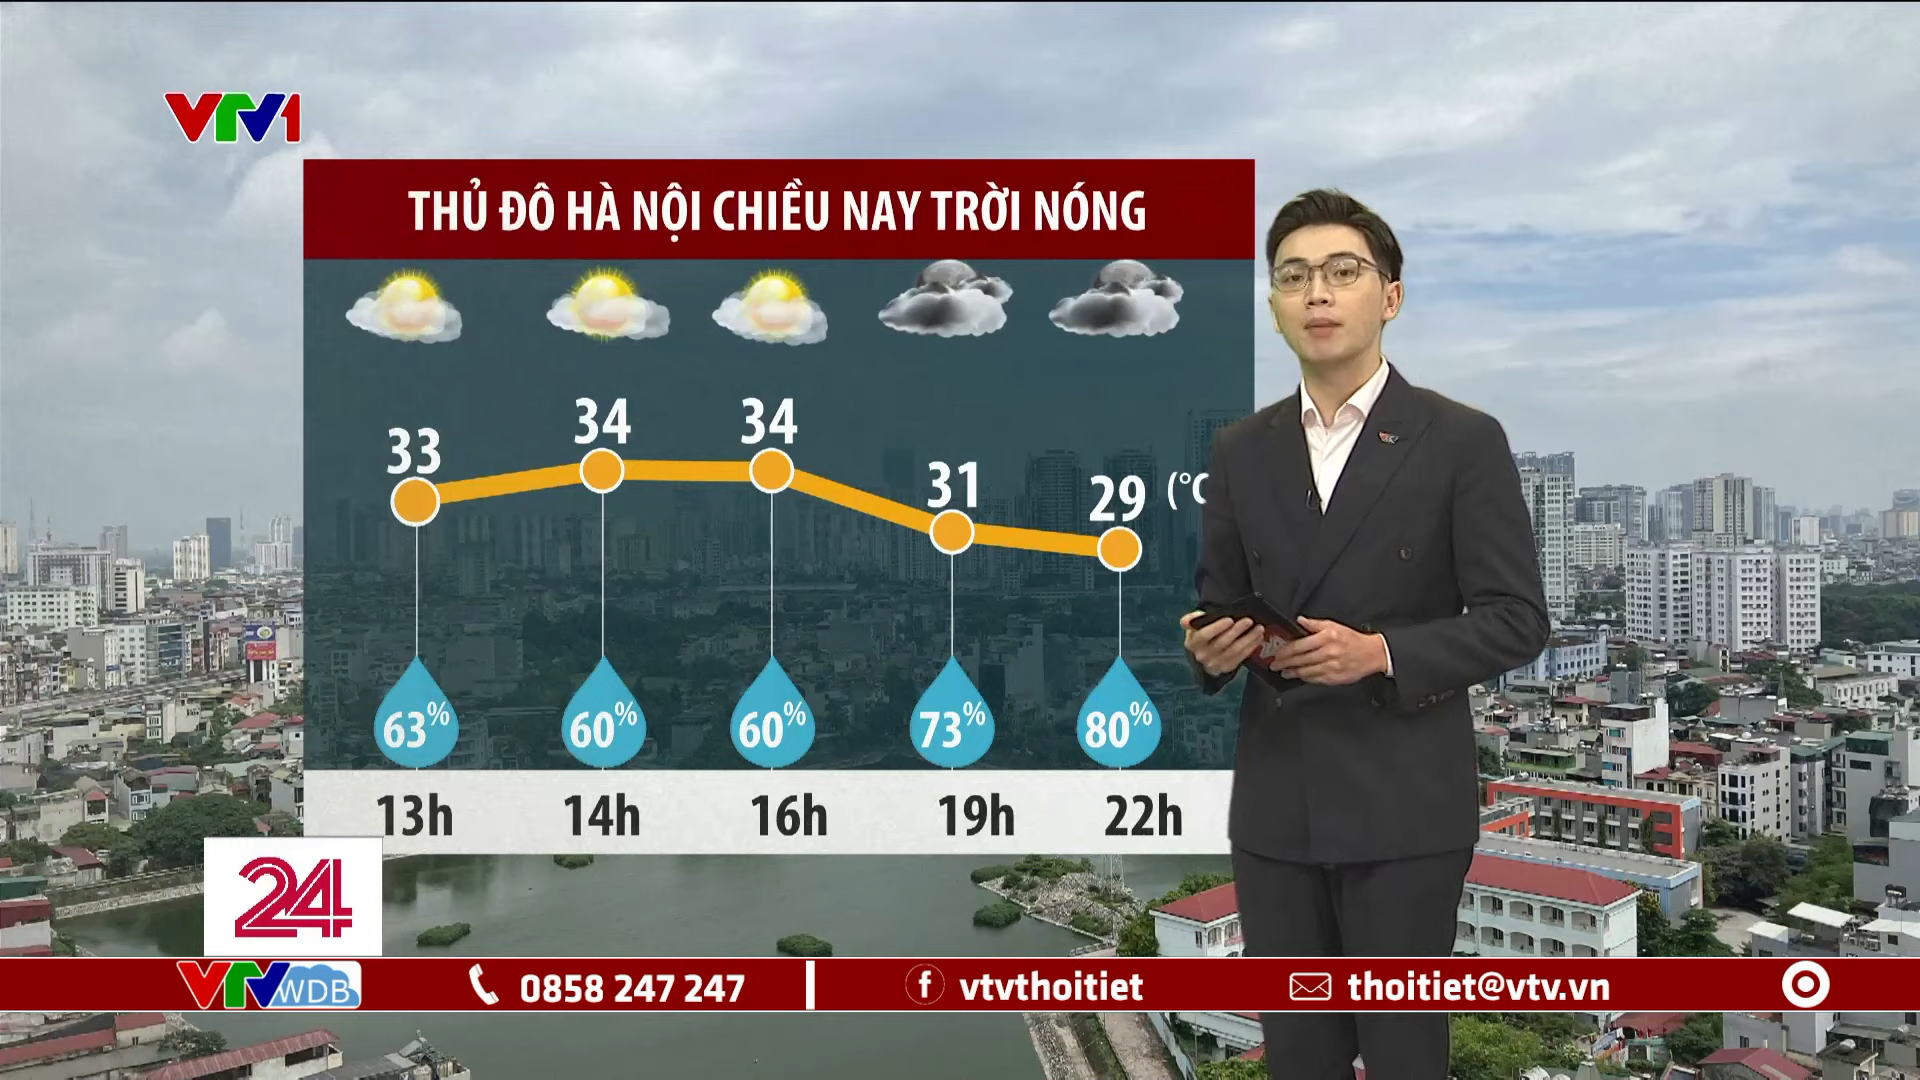 VTV1
THỦ ĐÔ HÀ NỘI CHIỀU NAY TRỜI NÓNG
33 34 34 31 29 (°C
63% 60% 60% 73% 80%
13h 14h 16h 19h 22h
24
VTV WDB 0858 247 247 vtvthoitiet thoitiet@vtv.vn